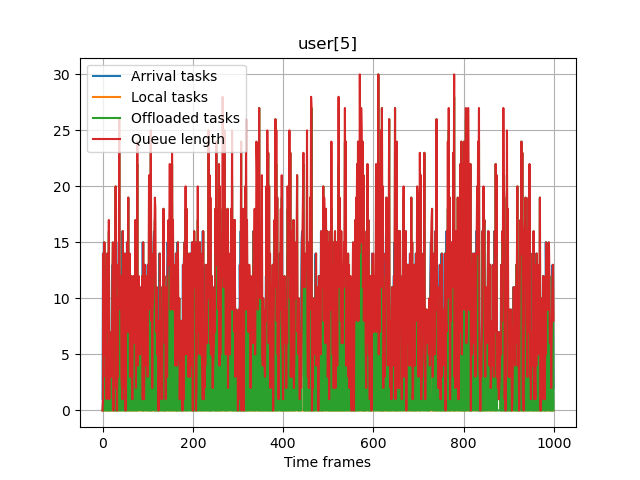 user[5]
Arrival tasks
Local tasks
Offloaded tasks
Queue length
30
25
20
15
10
5
0
0 200 400 600 800 1000
Time frames